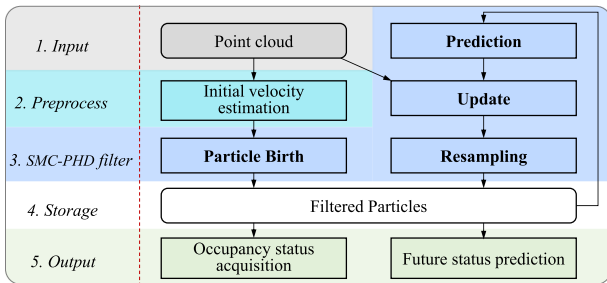 1. Input
Point cloud
Prediction
2. Preprocess
Initial velocity
estimation
Update
3. SMC-PHD filter
Particle Birth
Resampling
4. Storage
Filtered Particles
5. Output
Occupancy status
acquisition
Future status prediction